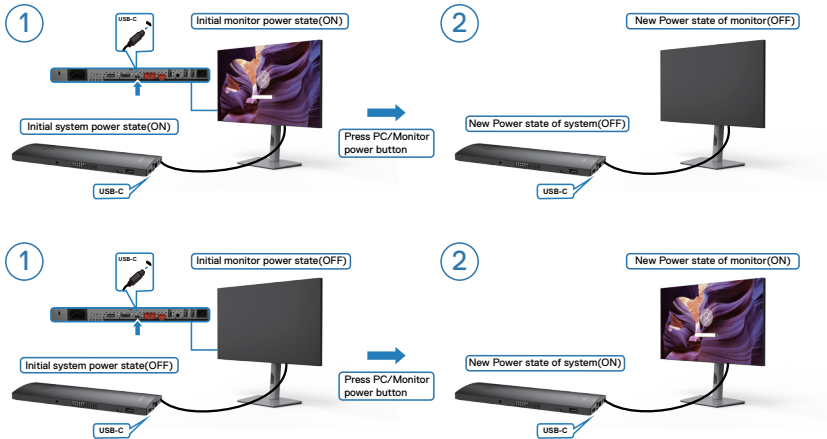 1
USB-C
Initial monitor power state(ON)
Initial system power state(ON)
USB-C
Press PC/Monitor
power button
2
New Power state of monitor(OFF)
New Power state of system(OFF)
USB-C
1
USB-C
Initial monitor power state(OFF)
Initial system power state(OFF)
USB-C
Press PC/Monitor
power button
2
New Power state of monitor(ON)
New Power state of system(ON)
USB-C